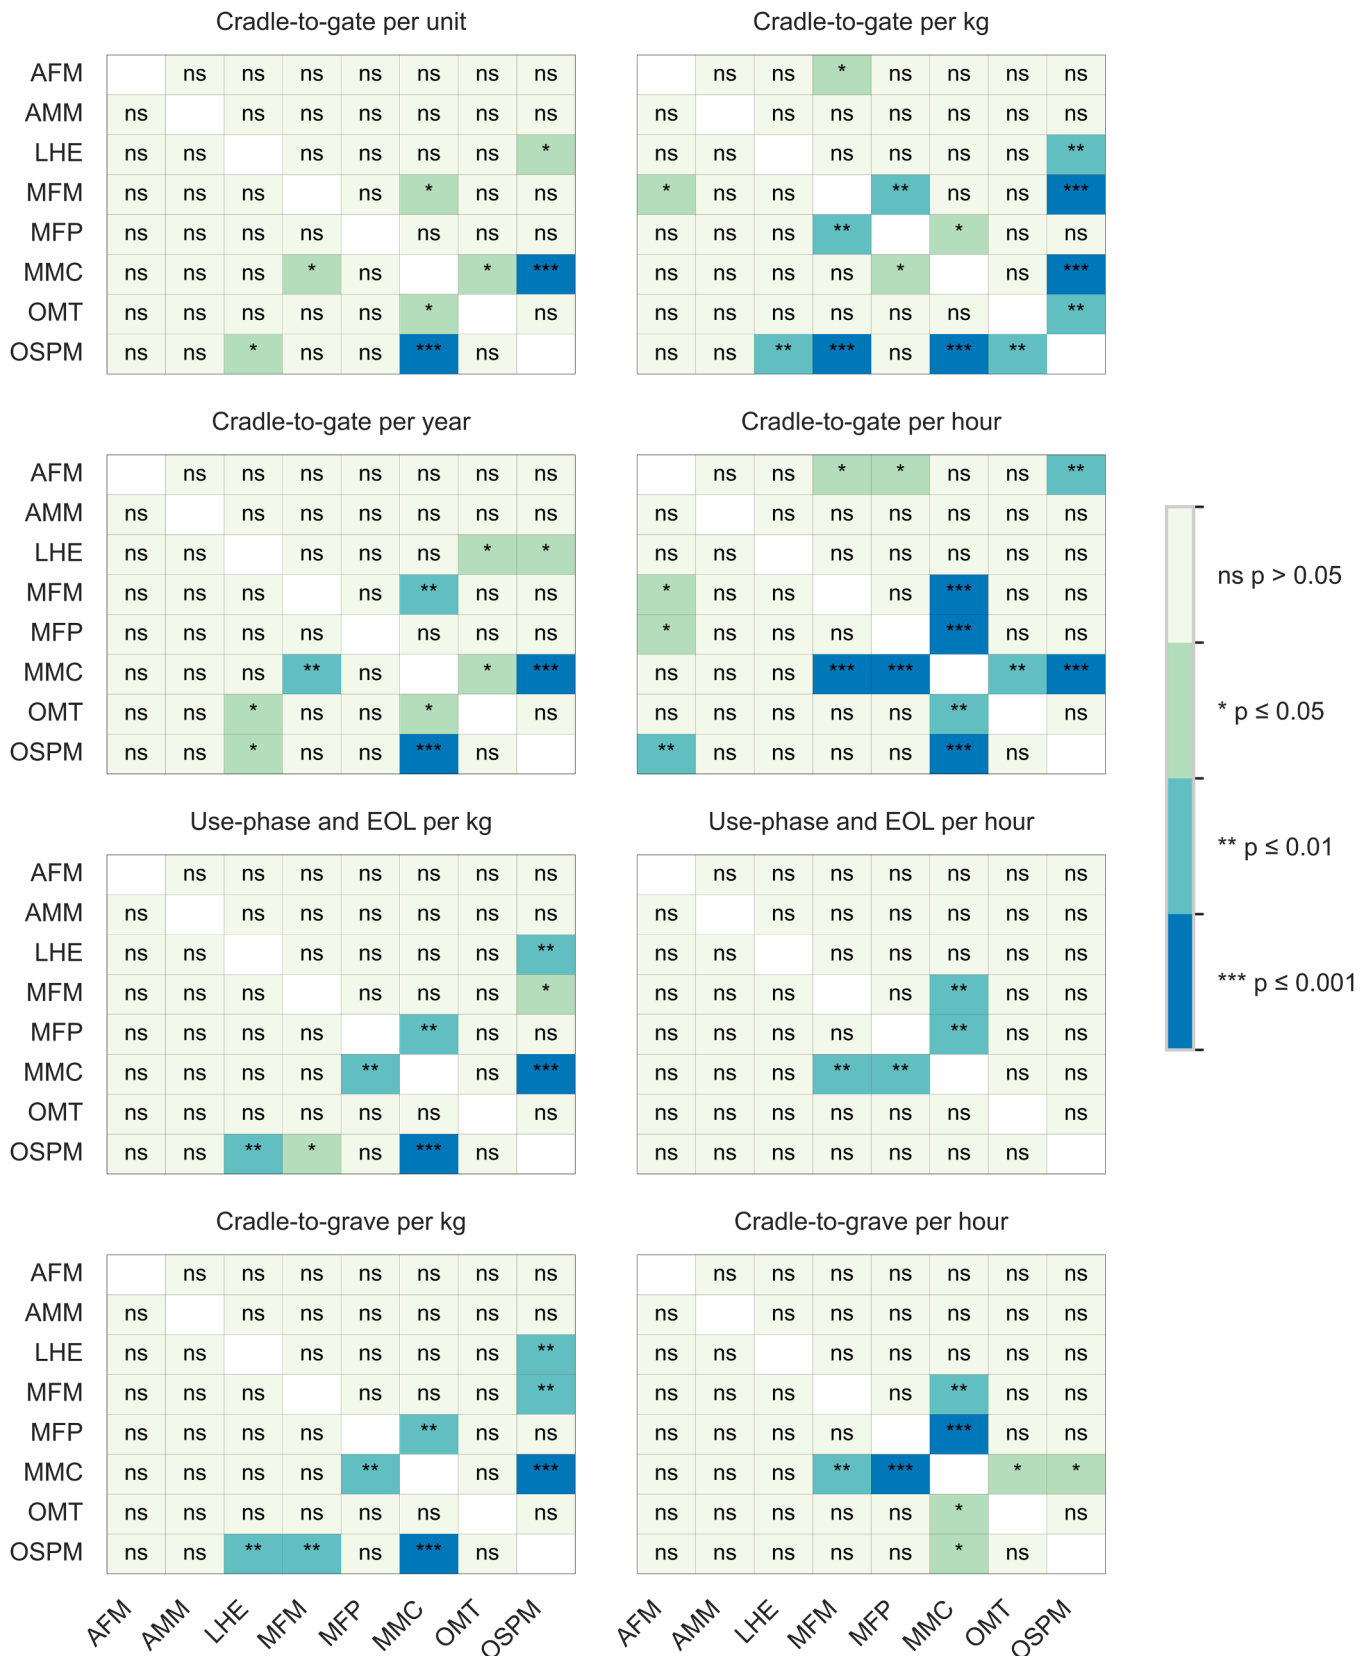 Cradle-to-gate per unit Cradle-to-gate per kg
AFM ns ns ns ns ns ns ns ns ns * ns ns ns ns
AMM ns ns ns ns ns ns ns ns ns ns ns ns ns ns
LHE ns ns ns ns ns ns * ns ns ns ns ns ns **
MFM ns ns ns ns * ns ns * ns ns ** ns ns ***
MFP ns ns ns ns ns ns ns ns ns ns ** * ns ns
MMC ns ns ns * ns * *** ns ns ns ns * ns ***
OMT ns ns ns ns ns * ns ns ns ns ns ns ns **
OSPM ns ns * ns ns *** ns ns ns ** *** ns *** **
Cradle-to-gate per year Cradle-to-gate per hour
AFM ns ns ns ns ns ns ns ns ns * * ns ns **
AMM ns ns ns ns ns ns ns ns ns ns ns ns ns ns
LHE ns ns ns ns ns * * ns ns ns ns ns ns ns
MFM ns ns ns ns ** ns ns * ns ns ns *** ns ns
MFP ns ns ns ns ns ns ns * ns ns ns *** ns ns
MMC ns ns ns ** ns * *** ns ns ns *** *** ** ***
OMT ns ns * ns ns * ns ns ns ns ns ns ** ns
OSPM ns ns * ns ns *** ns ** ns ns ns ns *** ns
ns p > 0.05
* p ≤ 0.05
** p ≤ 0.01
*** p ≤ 0.001
Use-phase and EOL per kg Use-phase and EOL per hour
AFM ns ns ns ns ns ns ns ns ns ns ns ns ns ns
AMM ns ns ns ns ns ns ns ns ns ns ns ns ns ns
LHE ns ns ns ns ns ns ** ns ns ns ns ns ns ns
MFM ns ns ns ns ns ns * ns ns ns ns ** ns ns
MFP ns ns ns ns ** ns ns ns ns ns ns ** ns ns
MMC ns ns ns ns ** ns *** ns ns ns ** ** ns ns
OMT ns ns ns ns ns ns ns ns ns ns ns ns ns ns
OSPM ns ns ** * ns *** ns ns ns ns ns ns ns ns
Cradle-to-grave per kg Cradle-to-grave per hour
AFM ns ns ns ns ns ns ns ns ns ns ns ns ns ns
AMM ns ns ns ns ns ns ns ns ns ns ns ns ns ns
LHE ns ns ns ns ns ns ** ns ns ns ns ns ns ns
MFM ns ns ns ns ns ns ** ns ns ns ns ** ns ns
MFP ns ns ns ns ** ns ns ns ns ns ns *** ns ns
MMC ns ns ns ns ** ns *** ns ns ns ** *** * *
OMT ns ns ns ns ns ns ns ns ns ns ns ns * ns
OSPM ns ns ** ** ns *** ns ns ns ns ns ns * ns
AFM AMM LHE MFM MFP MMC OMT OSPM AFM AMM LHE MFM MFP MMC OMT OSPM